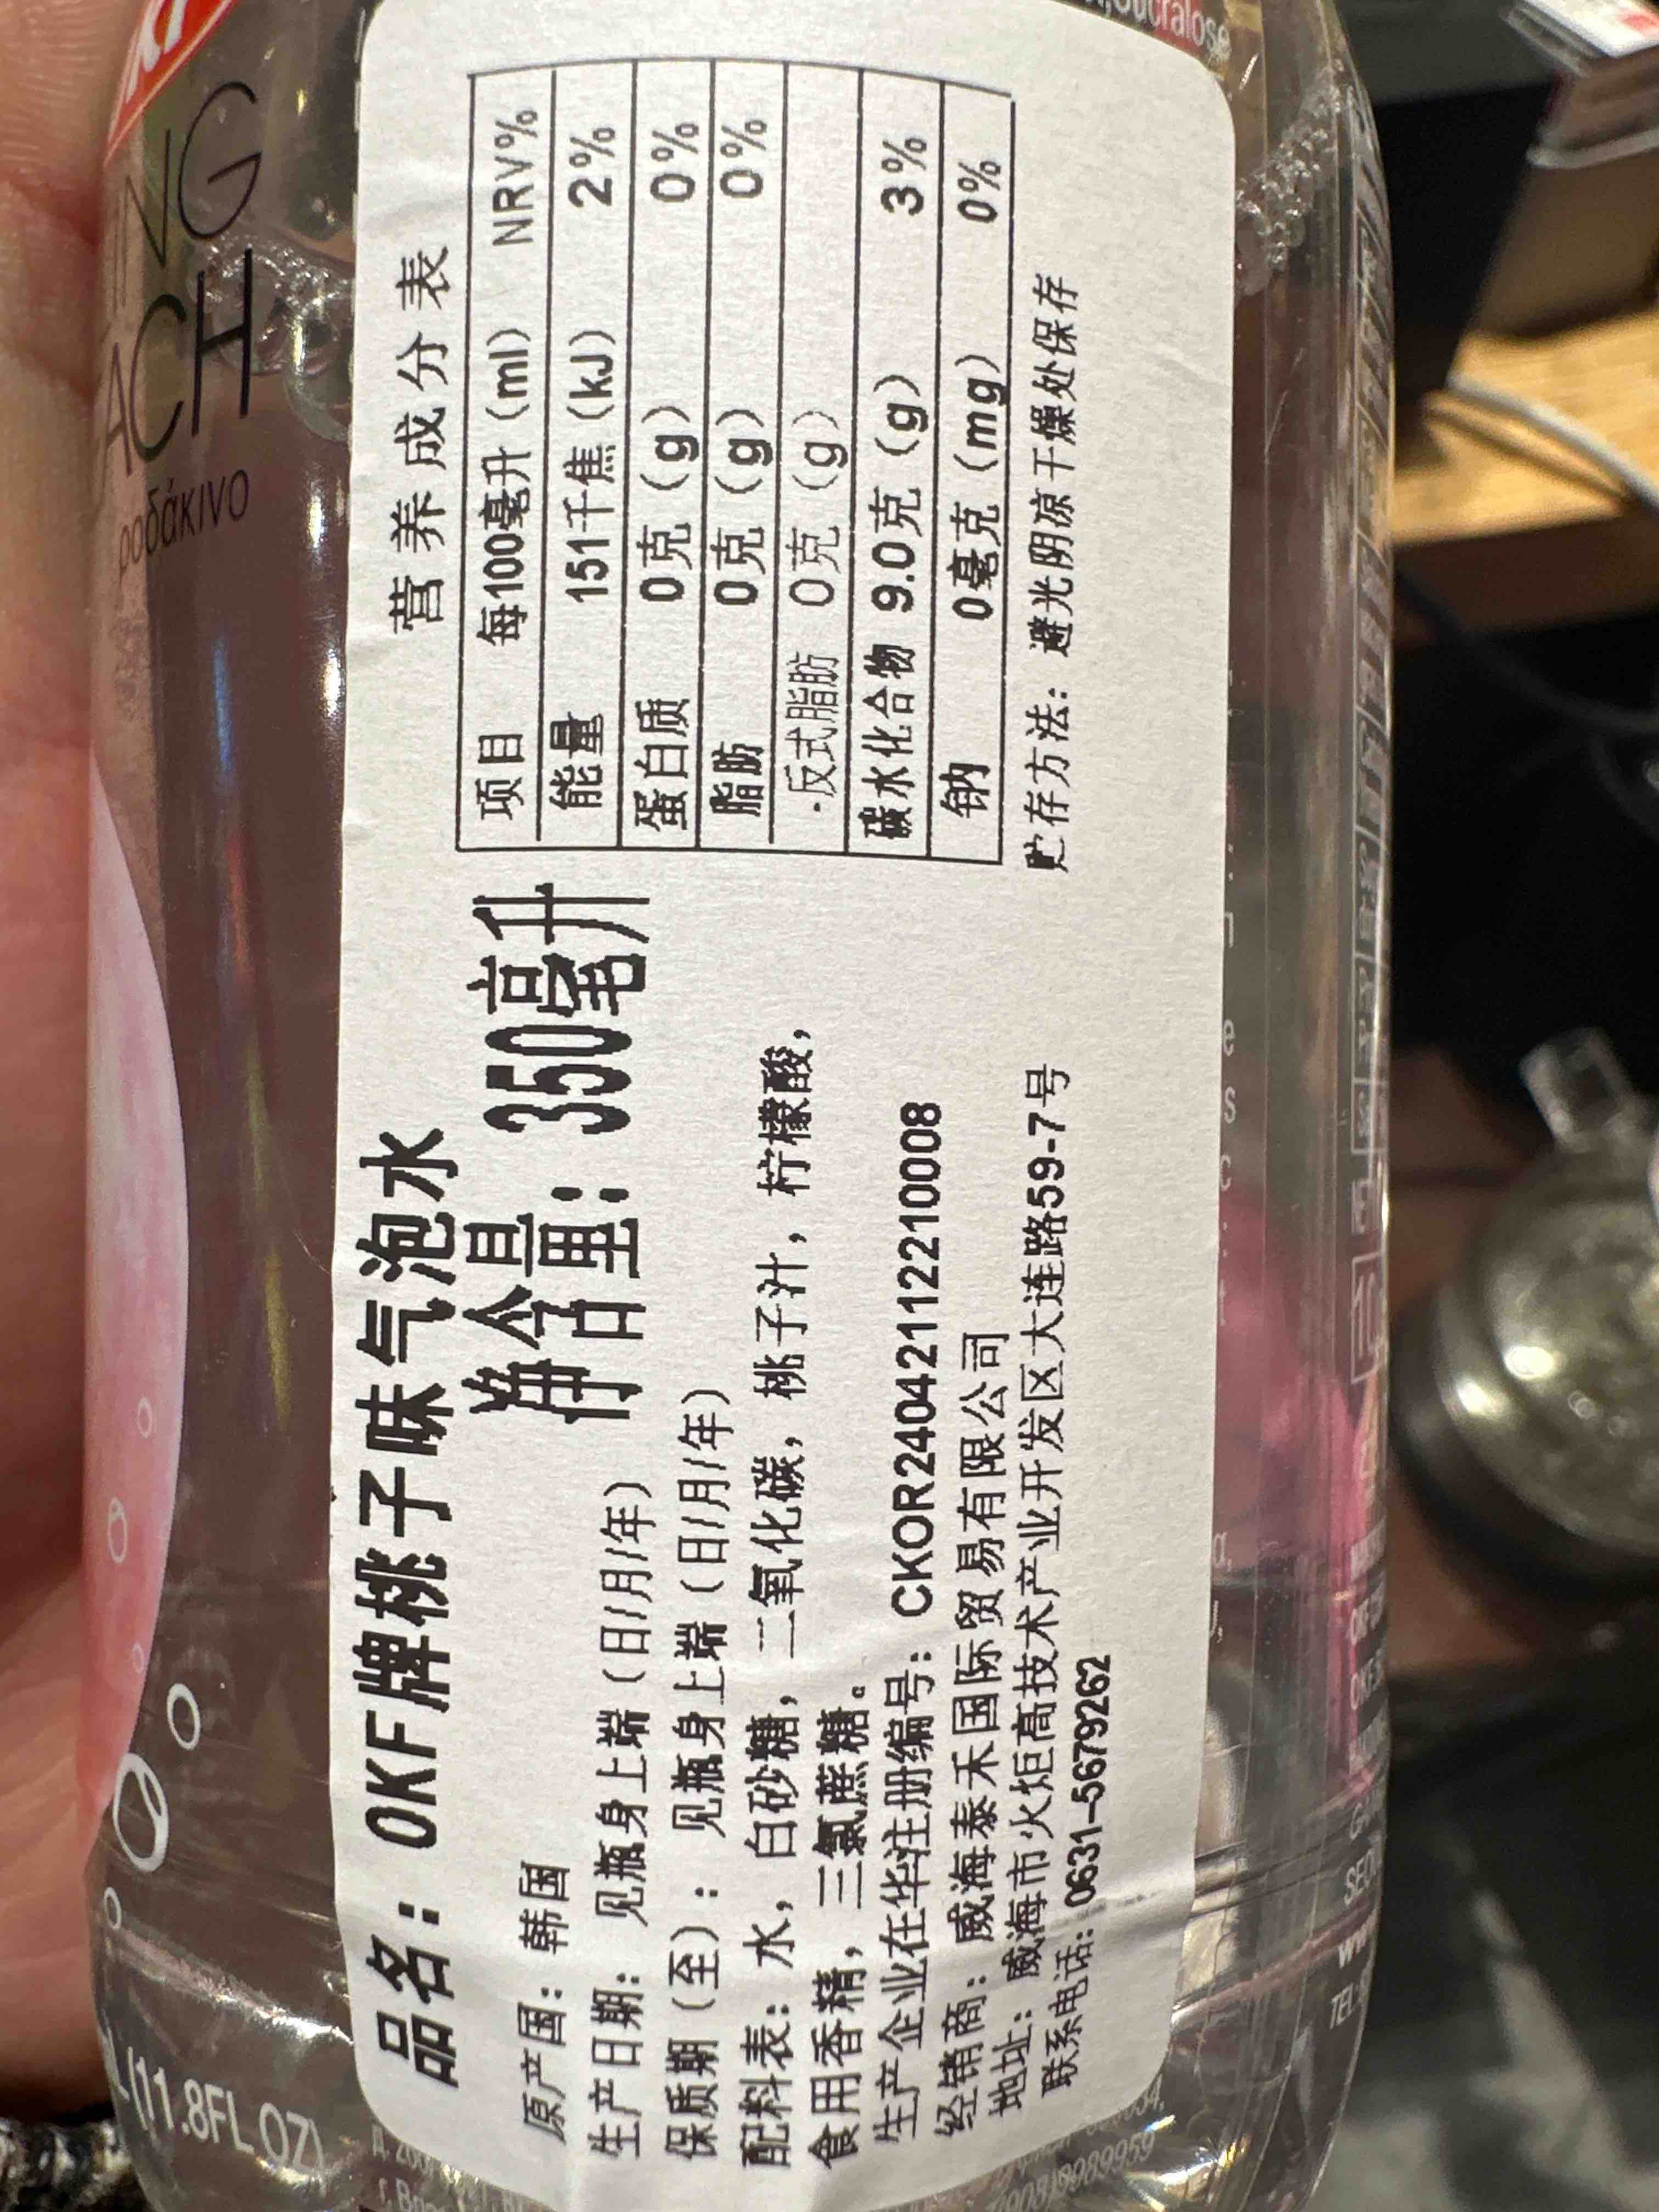 品名：OKF牌桃子味气泡水
净含量：350毫升
原产国：韩国
生产日期：见瓶身上端（日/月/年）
保质期（至）：见瓶身上端（日/月/年）
配料表：水，白砂糖，二氧化碳，桃子汁，柠檬酸，
食用香精，三氯蔗糖。
生产企业在华注册编号：CKOR24042112210008
经销商：威海泰禾国际贸易有限公司
地址：威海市火炬高技术产业开发区大连路59-7号
联系电话：0631-5679262
营养成分表
项目 每100毫升（ml） NRV%
能量 151千焦（kJ） 2%
蛋白质 0克（g） 0%
脂肪 0克（g） 0%
·反式脂肪 0克（g）
碳水化合物 9.0克（g） 3%
钠 0毫克（mg） 0%
贮存方法：避光阴凉干燥处保存
(11.8FL.OZ)
ροδάκινο